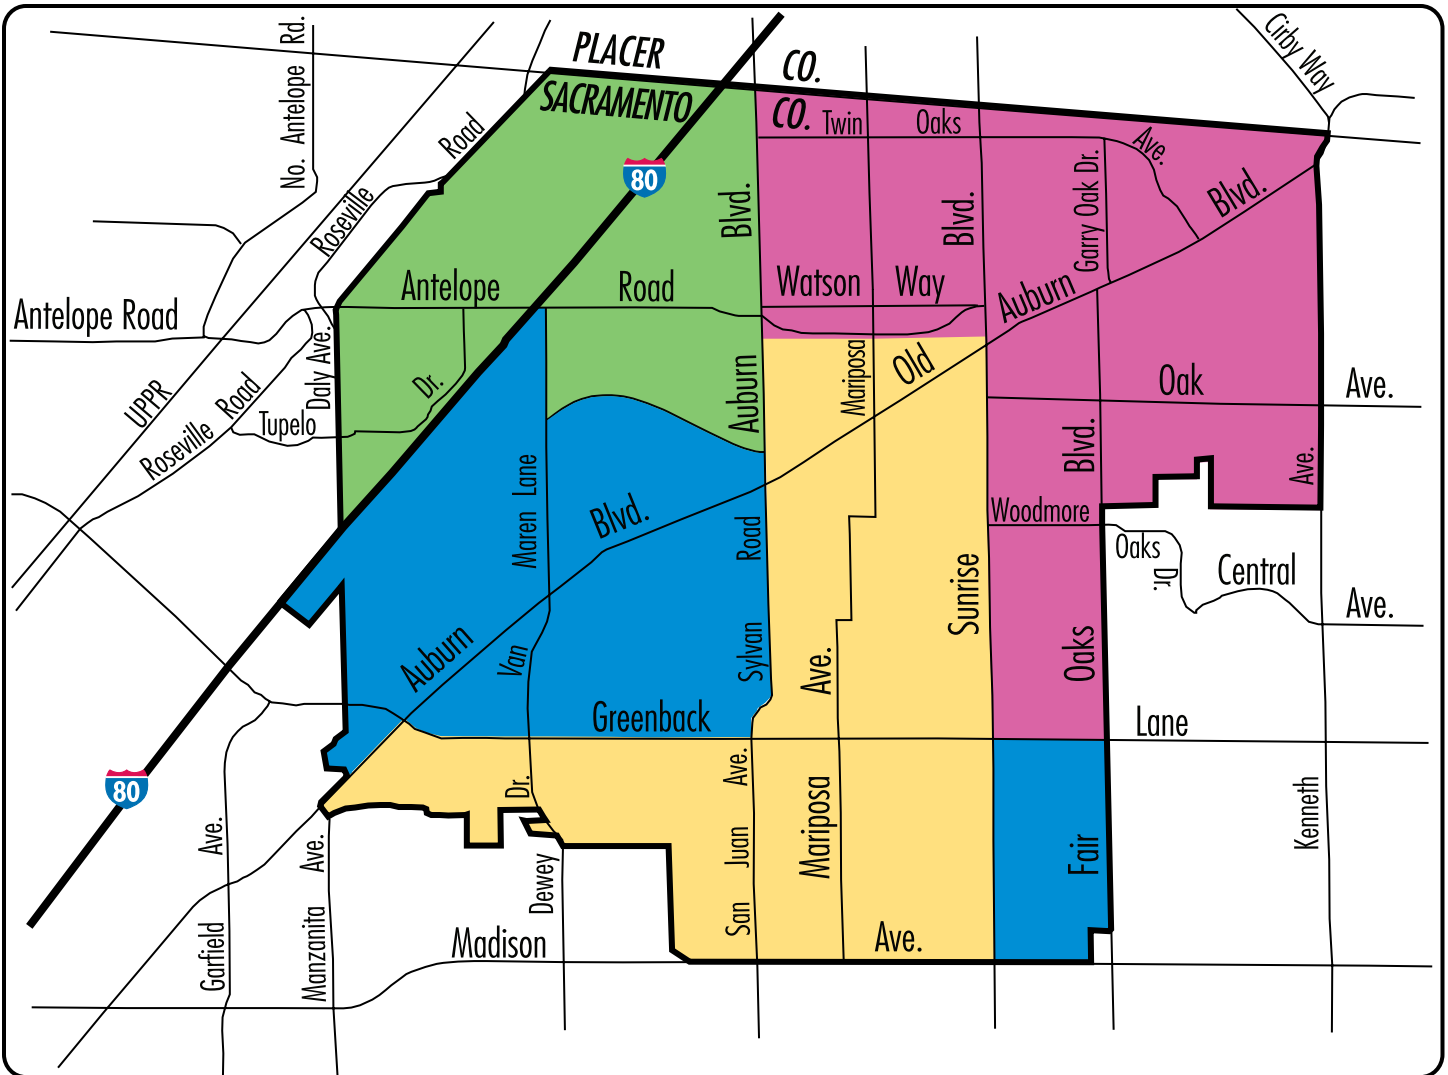 PLACER CO.
SACRAMENTO CO.
Cirby Way
No. Antelope Rd.
Roseville Road
Twin Oaks Ave.
80
Auburn Blvd.
Sunrise Blvd.
Garry Oak Dr.
Old Auburn Blvd.
Antelope Road
Antelope Road
Watson Way
Daly Ave.
UPPR
Roseville Road
Tupelo Dr.
Mariposa
Oak Ave.
Van Maren Lane
Auburn Blvd.
Sylvan Road
Fair Oaks Blvd.
Woodmore Oaks Dr.
Central Ave.
Kenneth Ave.
Mariposa Ave.
Greenback Lane
80
Garfield Ave.
Manzanita Ave.
Dewey Dr.
San Juan Ave.
Madison Ave.